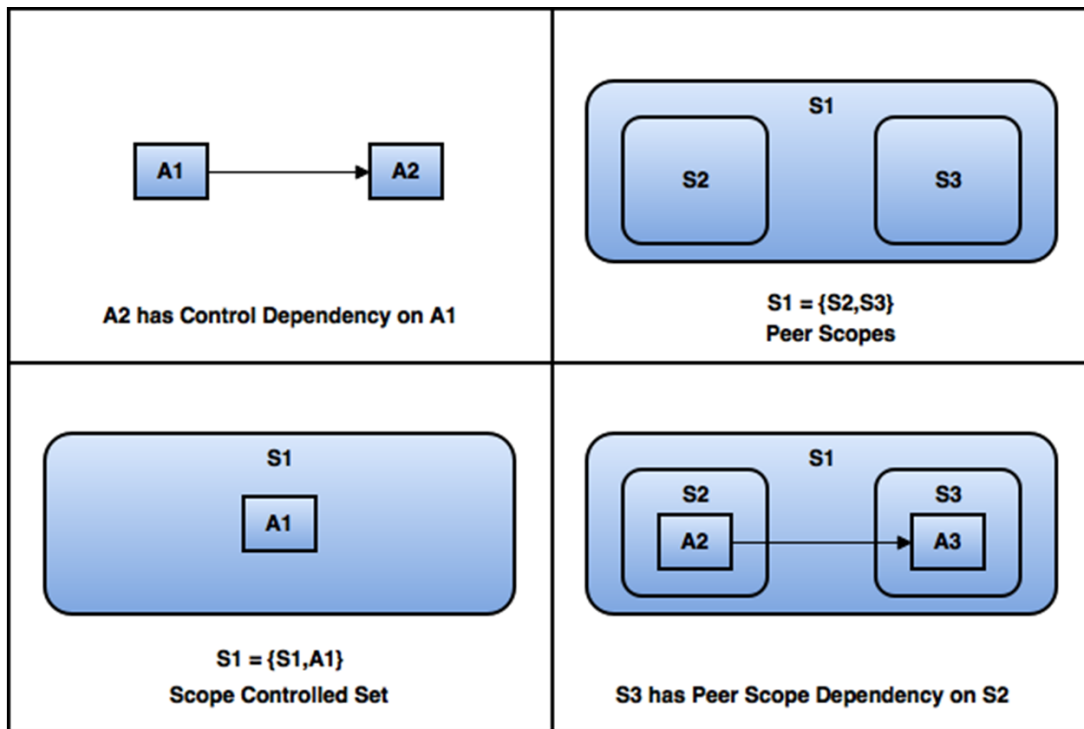 A1
A2
A2 has Control Dependency on A1
S1
S2
S3
S1 = {S2,S3}
Peer Scopes
S1
A1
S1 = {S1,A1}
Scope Controlled Set
S1
S2
S3
A2
A3
S3 has Peer Scope Dependency on S2